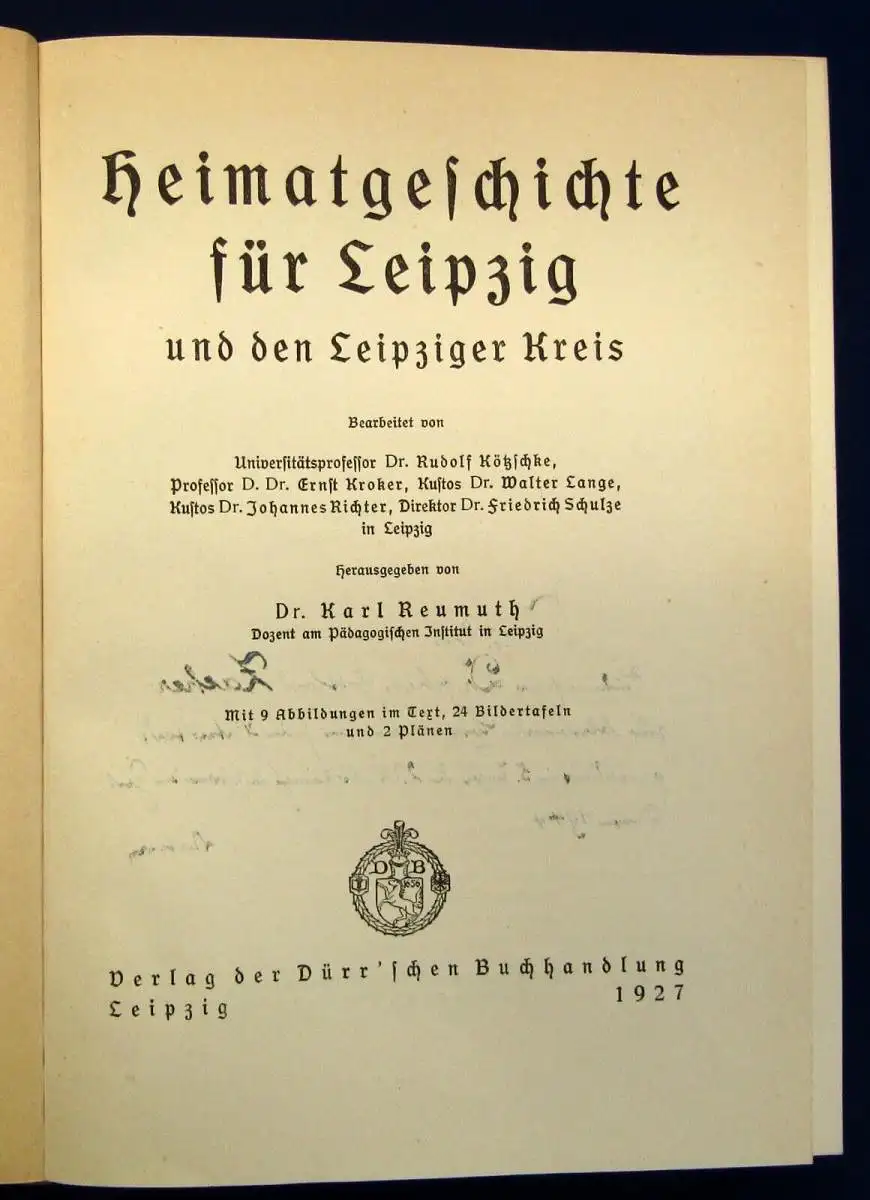 Heimatgeschichte
für Leipzig
und den Leipziger Kreis
Bearbeitet von
Universitätsprofessor Dr. Rudolf Kötzschke,
Professor D. Dr. Ernst Kroker, Kustos Dr. Walter Lange,
Kustos Dr. Johannes Richter, Direktor Dr. Friedrich Schulze
in Leipzig
Herausgegeben von
Dr. Karl Reumuth
Dozent am Pädagogischen Institut in Leipzig
Mit 9 Abbildungen im Text, 24 Bildertafeln
und 2 Plänen
D B
1656
Verlag der Dürr'schen Buchhandlung
Leipzig 1927